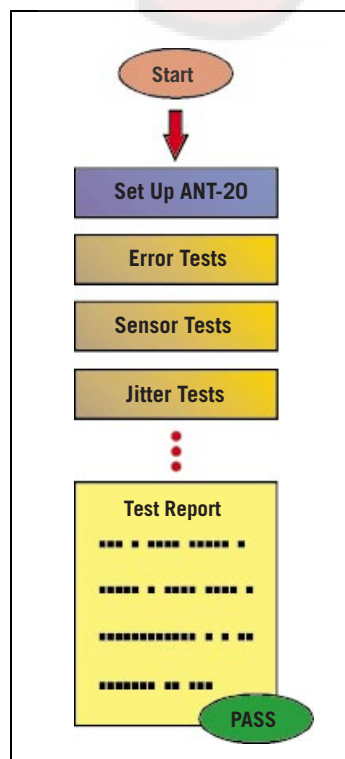 Start
Set Up ANT-20
Error Tests
Sensor Tests
Jitter Tests
Test Report
PASS